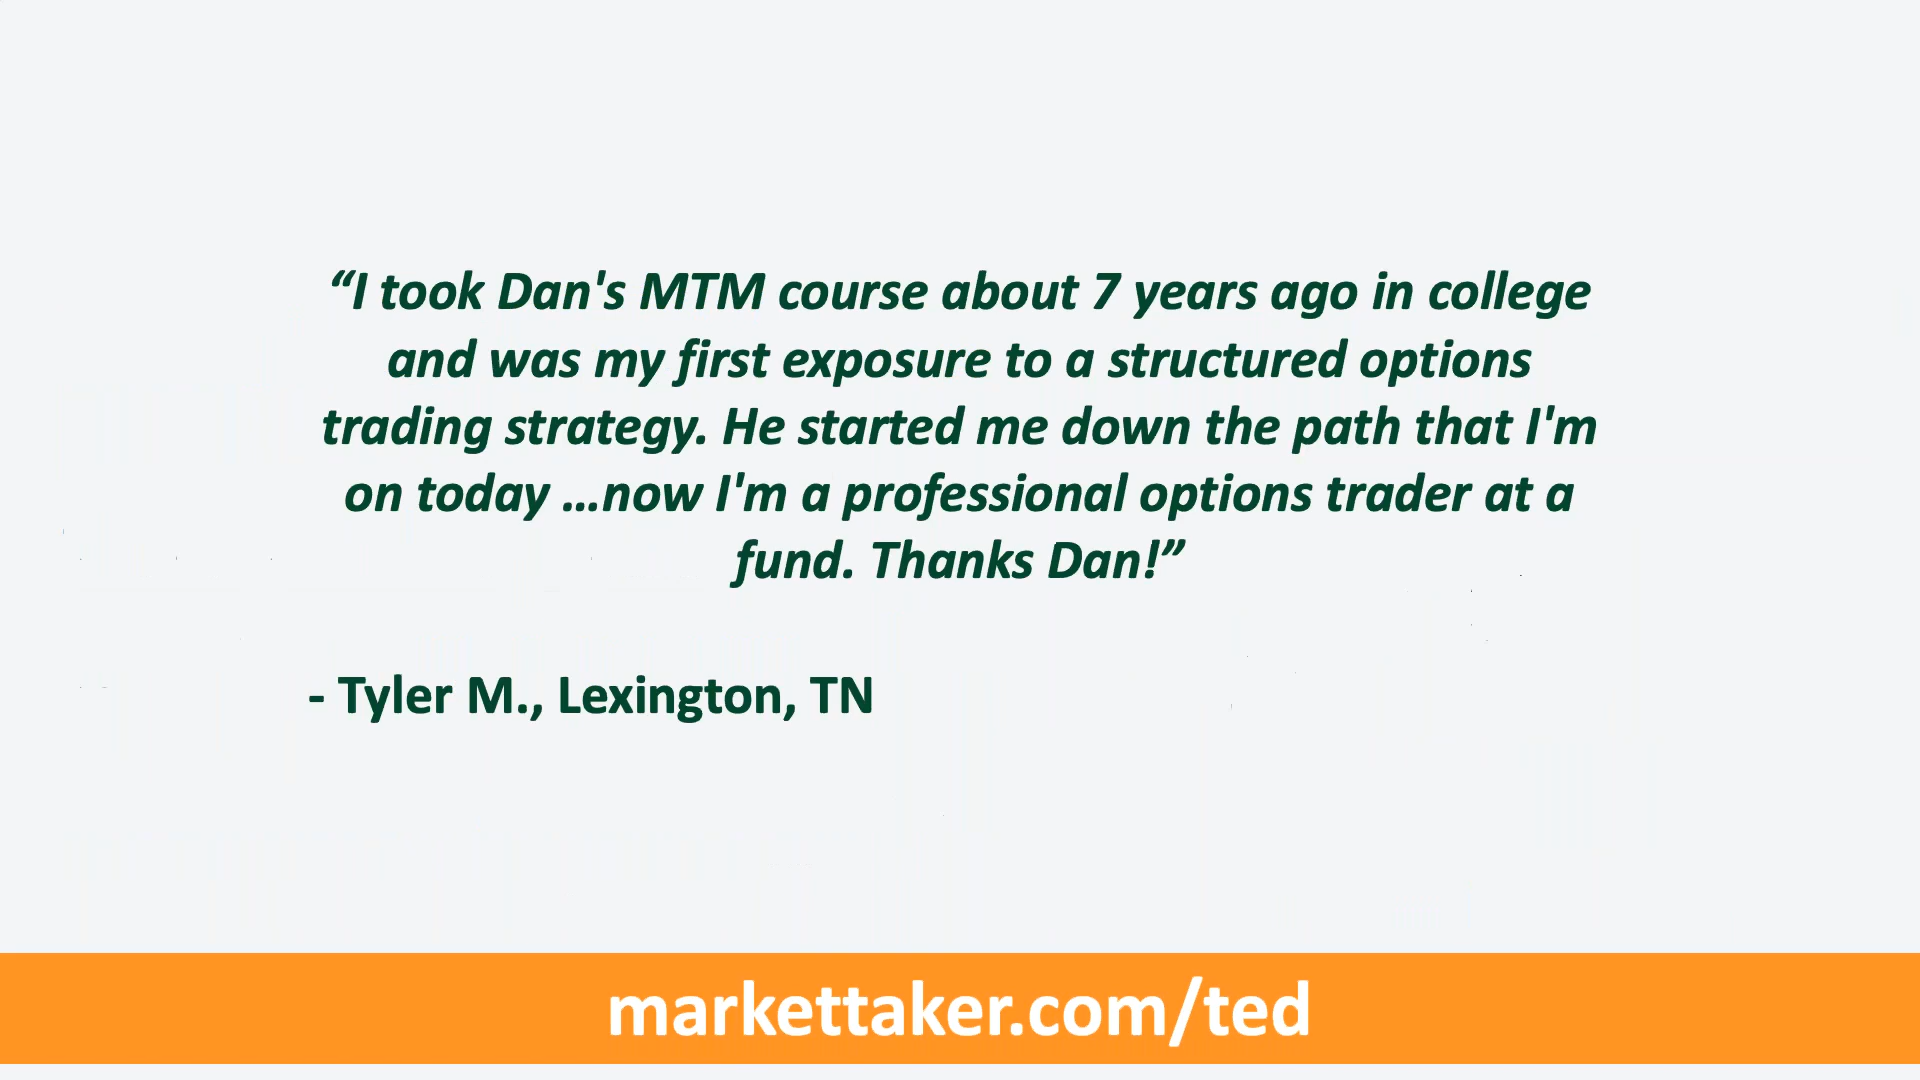 “I took Dan's MTM course about 7 years ago in college
and was my first exposure to a structured options
trading strategy. He started me down the path that I'm
on today …now I'm a professional options trader at a
fund. Thanks Dan!”
- Tyler M., Lexington, TN
markettaker.com/ted